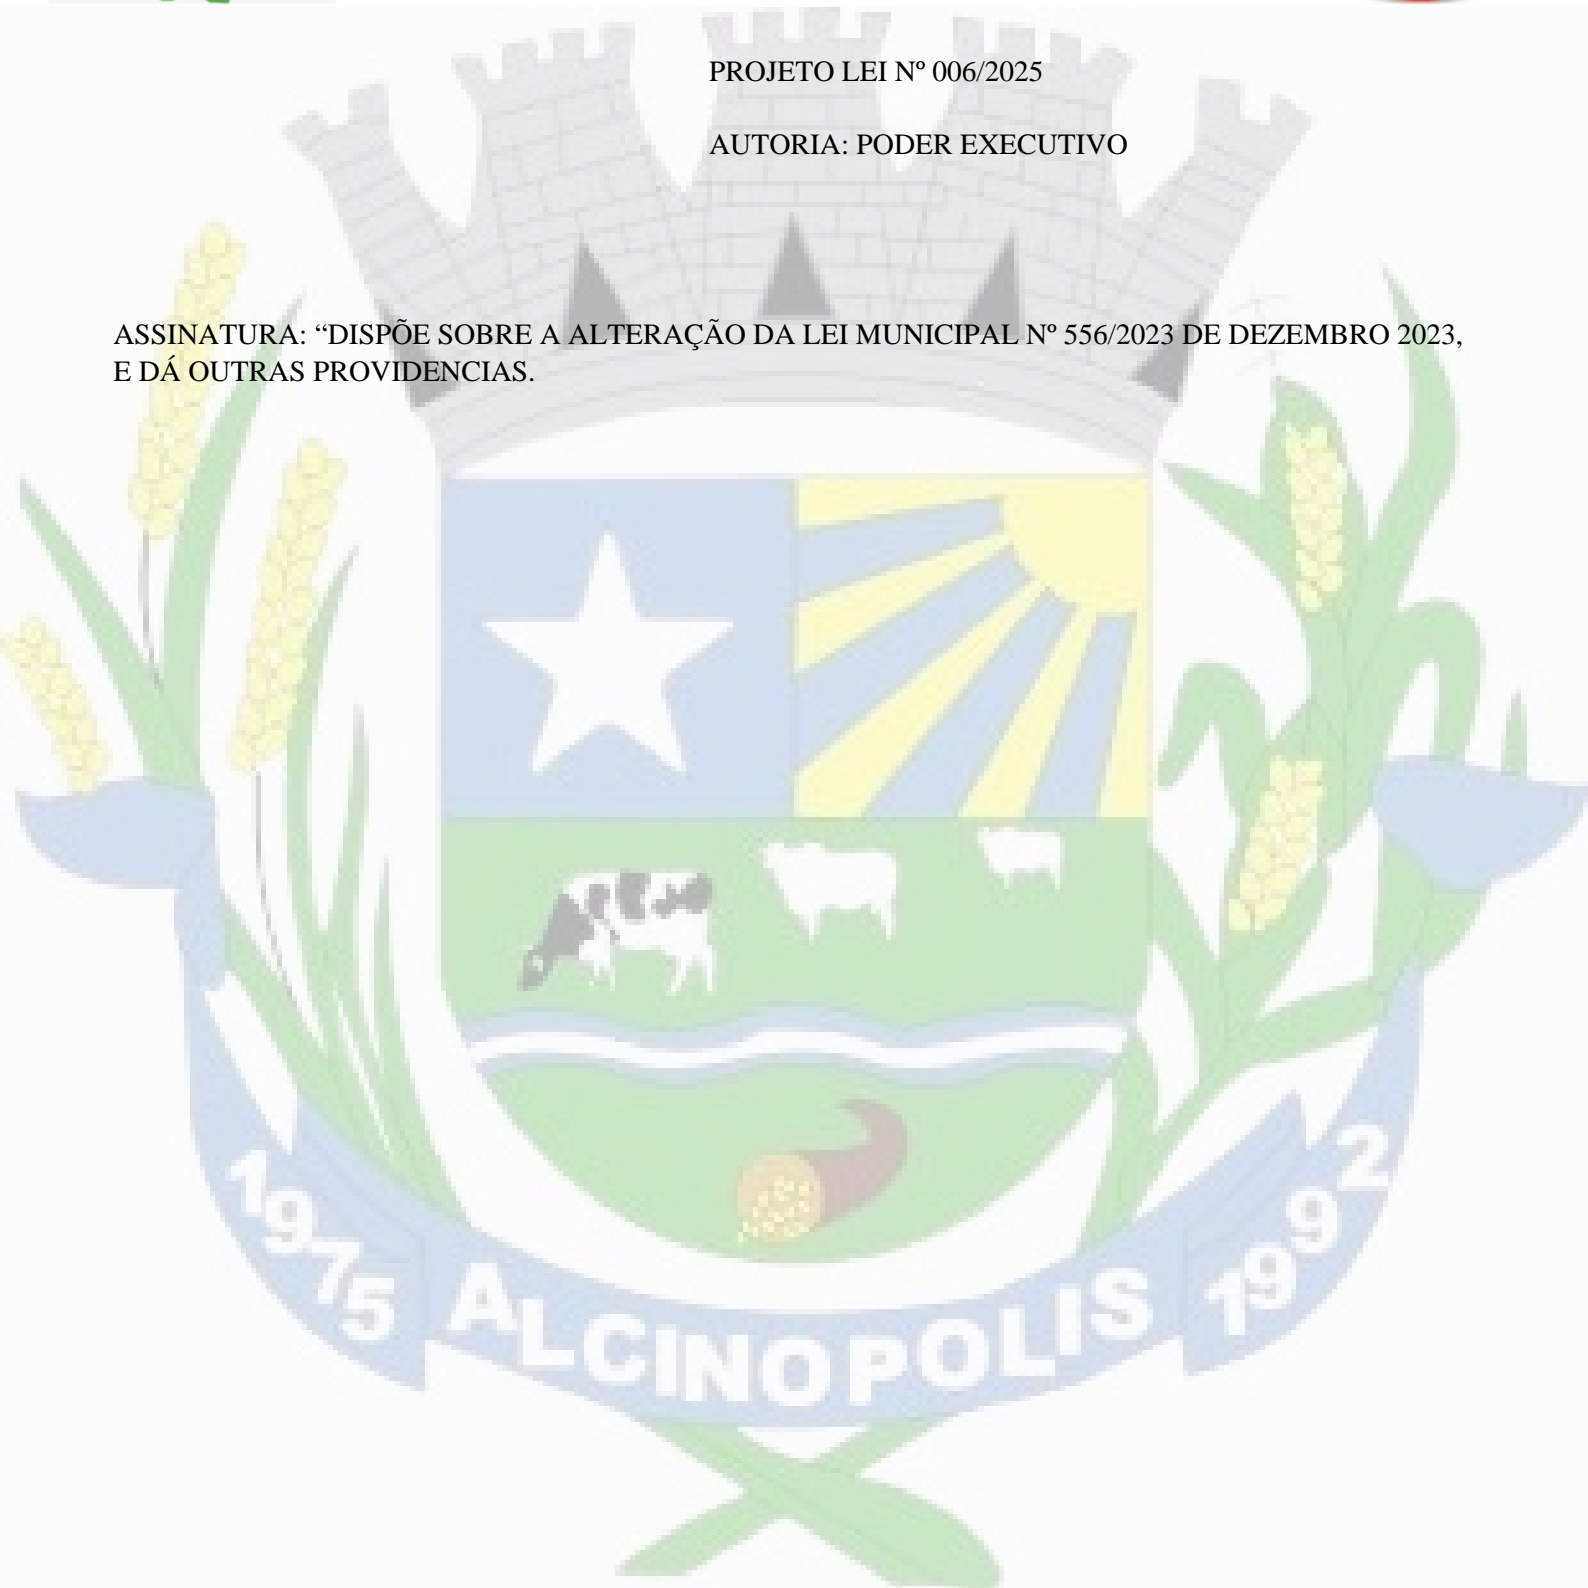 PROJETO LEI Nº 006/2025
AUTORIA: PODER EXECUTIVO
ASSINATURA: “DISPÕE SOBRE A ALTERAÇÃO DA LEI MUNICIPAL Nº 556/2023 DE DEZEMBRO 2023,
E DÁ OUTRAS PROVIDENCIAS.
1975 ALCINOPOLIS 1992